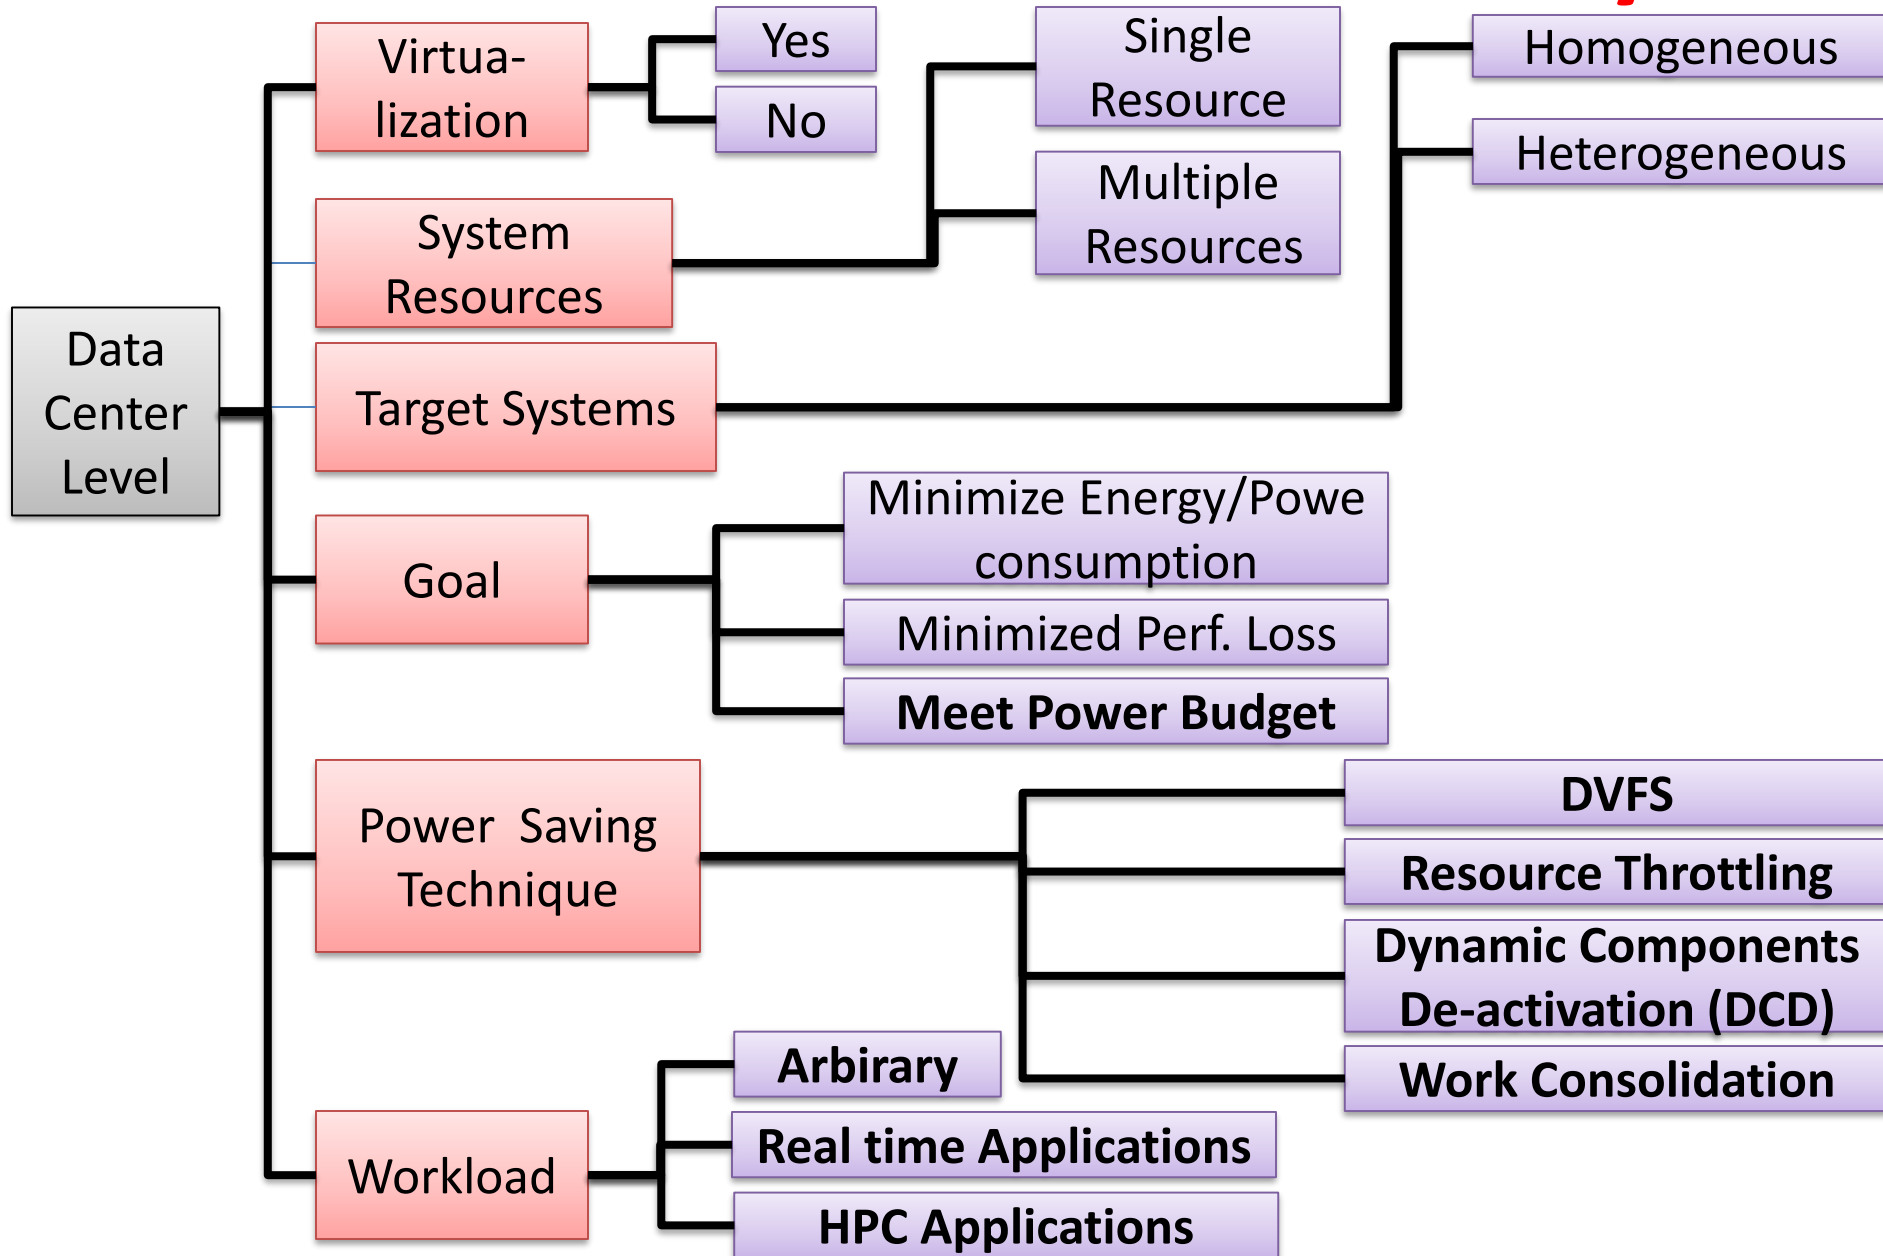 Virtua-
lization
Yes
No
System
Resources
Single
Resource
Multiple
Resources
Target Systems
Homogeneous
Heterogeneous
Data
Center
Level
Goal
Minimize Energy/Powe
consumption
Minimized Perf. Loss
Meet Power Budget
Power Saving
Technique
DVFS
Resource Throttling
Dynamic Components
De-activation (DCD)
Work Consolidation
Workload
Arbirary
Real time Applications
HPC Applications